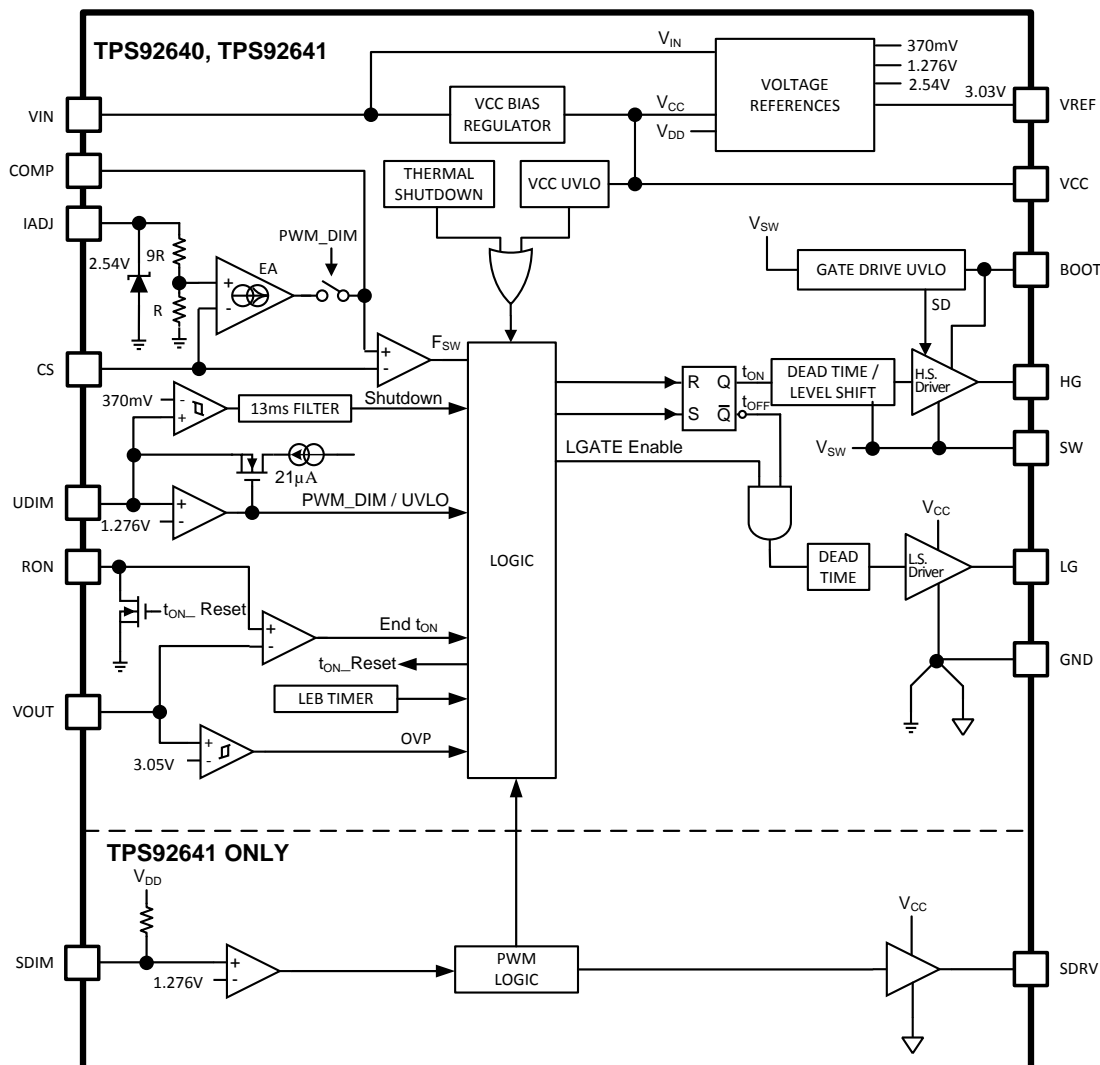 TPS92640, TPS92641
VIN
COMP
IADJ
CS
UDIM
RON
VOUT
SDIM
VREF
VCC
BOOT
HG
SW
LG
GND
SDRV
VIN
VCC BIAS
REGULATOR
VCC
VDD
VOLTAGE
REFERENCES
370mV
1.276V
2.54V
3.03V
THERMAL
SHUTDOWN
VCC UVLO
2.54V
9R
R
+
-
EA
PWM_DIM
+
-
FSW
370mV
-
+
13ms FILTER
Shutdown
21µA
+
-
1.276V
PWM_DIM / UVLO
tON_ Reset
+
-
End tON
tON_Reset
LEB TIMER
+
-
3.05V
OVP
LOGIC
VSW
GATE DRIVE UVLO
SD
R Q
S Q̅
tON
tOFF
DEAD TIME /
LEVEL SHIFT
H.S.
Driver
VSW
LGATE Enable
DEAD
TIME
VCC
L.S.
Driver
TPS92641 ONLY
VDD
+
-
1.276V
PWM
LOGIC
VCC